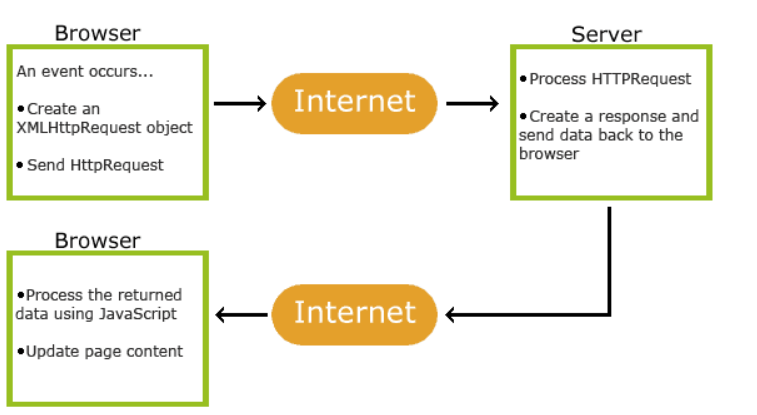 Browser
An event occurs...
•Create an
XMLHttpRequest object
• Send HttpRequest
Internet
Server
•Process HTTPRequest
•Create a response and
send data back to the
browser
Browser
•Process the returned
data using JavaScript
•Update page content
Internet